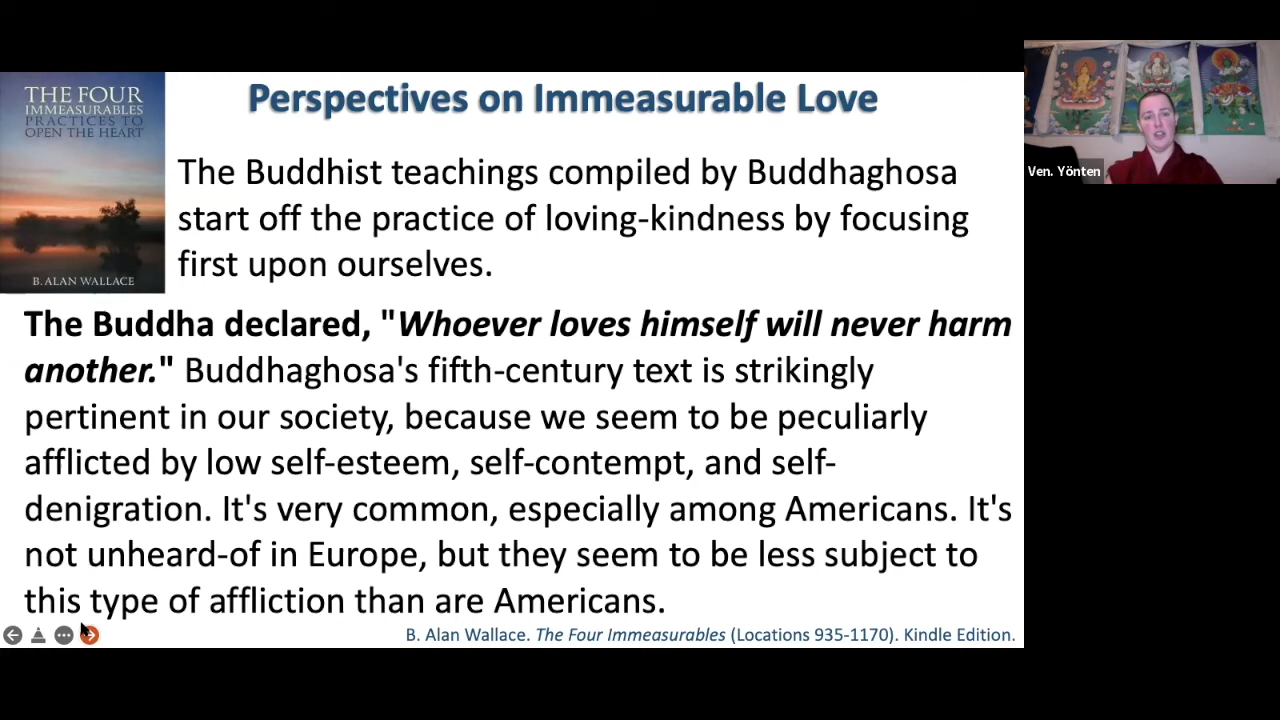 Perspectives on Immeasurable Love
THE FOUR
IMMEASURABLES
PRACTICES TO
OPEN THE HEART
B. ALAN WALLACE
The Buddhist teachings compiled by Buddhaghosa
start off the practice of loving-kindness by focusing
first upon ourselves.
The Buddha declared, "Whoever loves himself will never harm
another." Buddhaghosa's fifth-century text is strikingly
pertinent in our society, because we seem to be peculiarly
afflicted by low self-esteem, self-contempt, and self-
denigration. It's very common, especially among Americans. It's
not unheard-of in Europe, but they seem to be less subject to
this type of affliction than are Americans.
B. Alan Wallace. The Four Immeasurables (Locations 935-1170). Kindle Edition.
Ven. Yönten